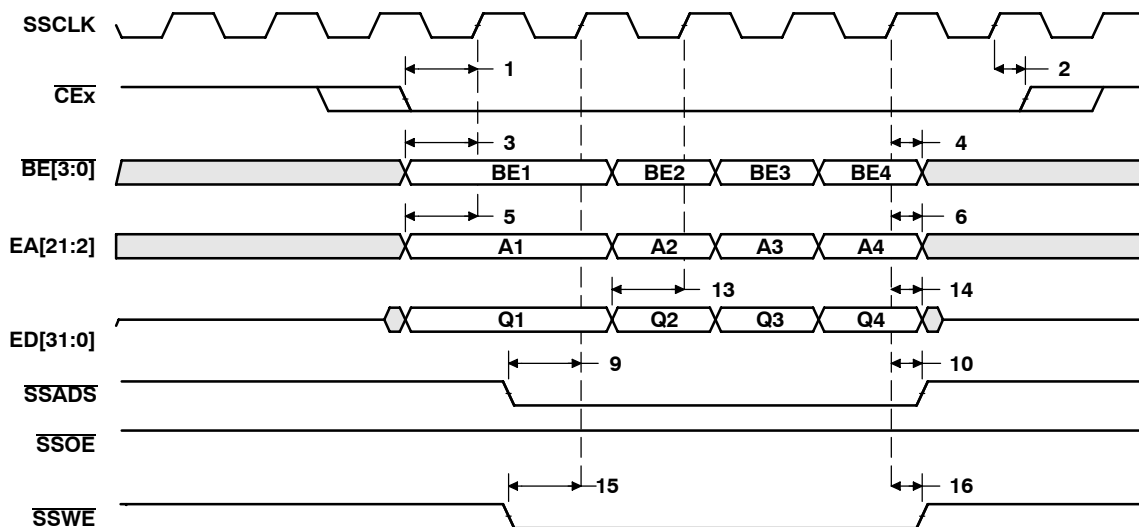 SSCLK
1 2
CEx
3 4
BE[3:0] BE1 BE2 BE3 BE4
5 6
EA[21:2] A1 A2 A3 A4
13 14
ED[31:0] Q1 Q2 Q3 Q4
9 10
SSADS
SSOE
15 16
SSWE